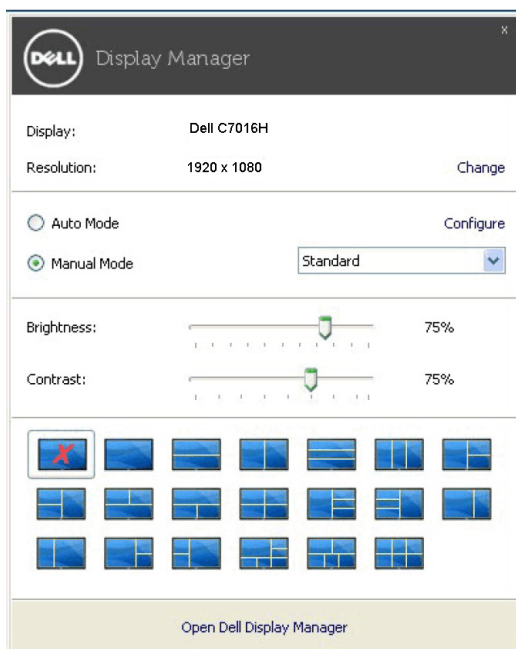 DELL Display Manager
x
Display: Dell C7016H
Resolution: 1920 x 1080 Change
Auto Mode Configure
Manual Mode Standard
Brightness: 75%
Contrast: 75%
X
Open Dell Display Manager